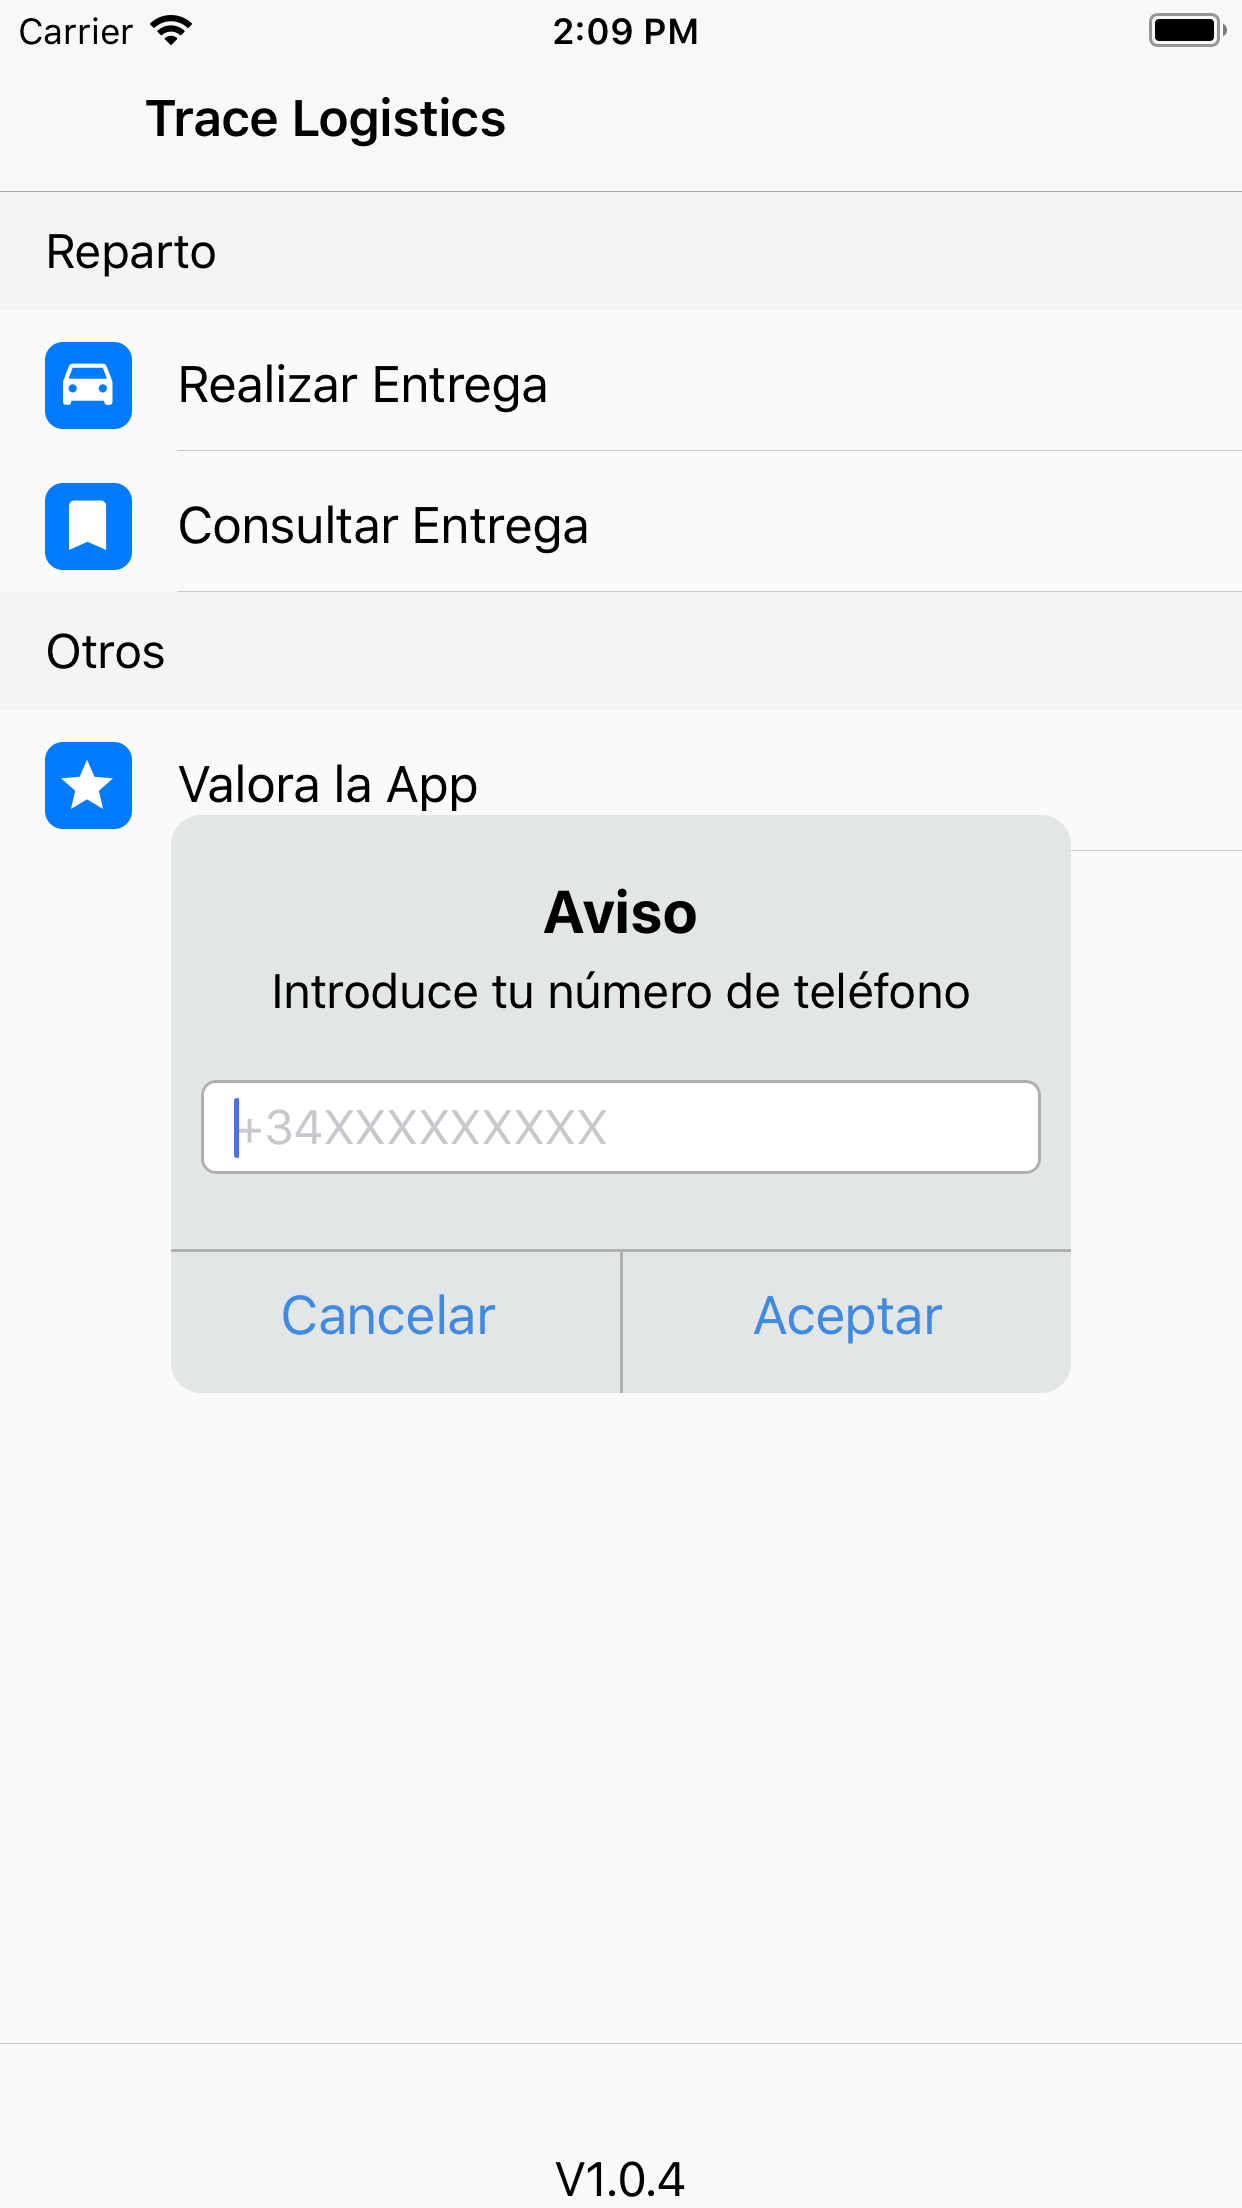 Carrier 2:09 PM
Trace Logistics
Reparto
Realizar Entrega
Consultar Entrega
Otros
Valora la App
Aviso
Introduce tu número de teléfono
+34XXXXXXXXX
Cancelar Aceptar
V1.0.4